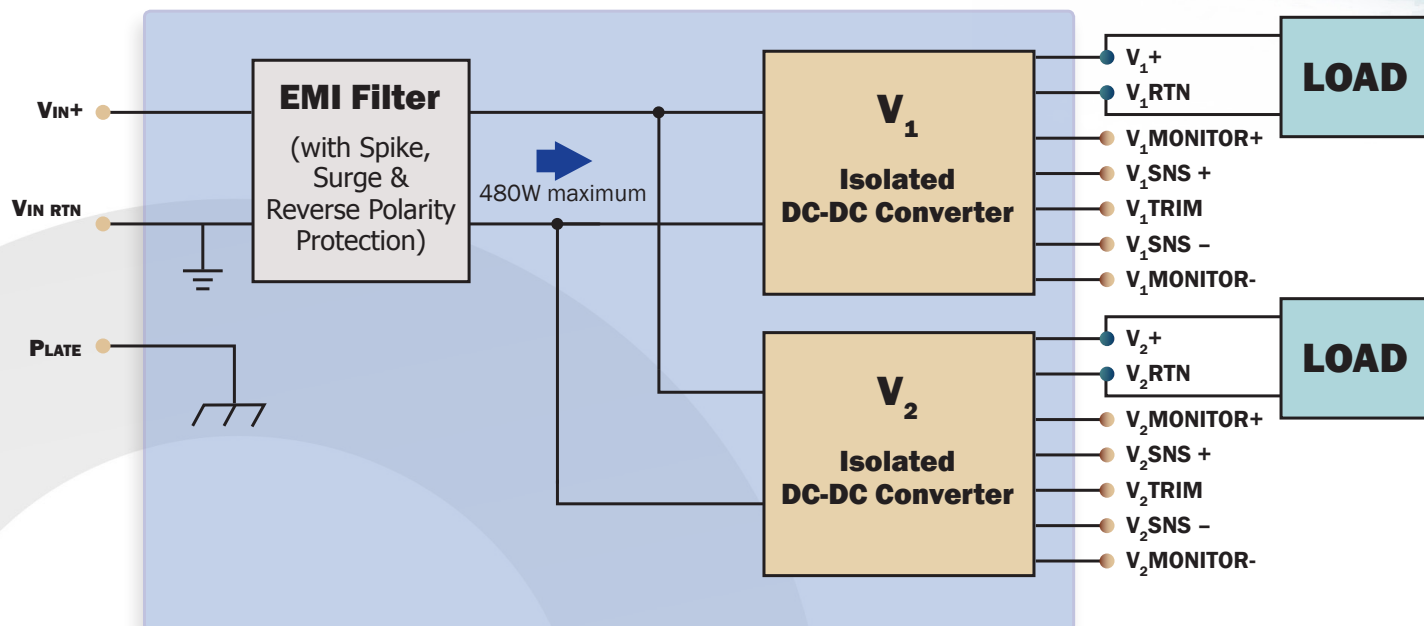 VIN+
VIN RTN
PLATE
EMI Filter
(with Spike,
Surge &
Reverse Polarity
Protection)
480W maximum
V1
Isolated
DC-DC Converter
V1+
V1RTN
V1MONITOR+
V1SNS +
V1TRIM
V1SNS –
V1MONITOR-
LOAD
V2
Isolated
DC-DC Converter
V2+
V2RTN
V2MONITOR+
V2SNS +
V2TRIM
V2SNS –
V2MONITOR-
LOAD